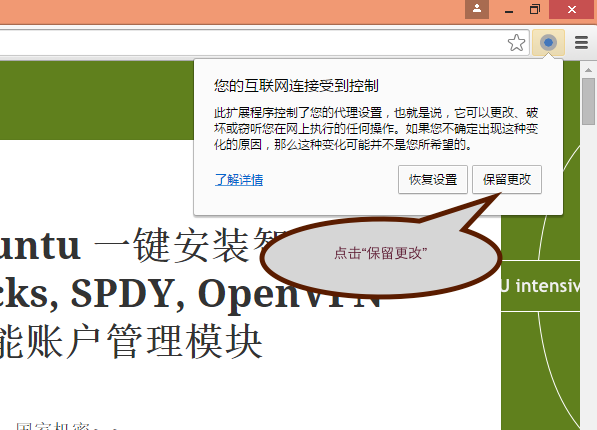 您的互联网连接受到控制
此扩展程序控制了您的代理设置，也就是说，它可以更改、破
坏或窃听您在网上执行的任何操作。如果您不确定出现这种变
化的原因，那么这种变化可能并不是您所希望的。
了解详情
恢复设置
保留更改
点击“保留更改”
untu 一键安装智
cks, SPDY, OpenVPN
能账户管理模块
U intensiv
国家机密